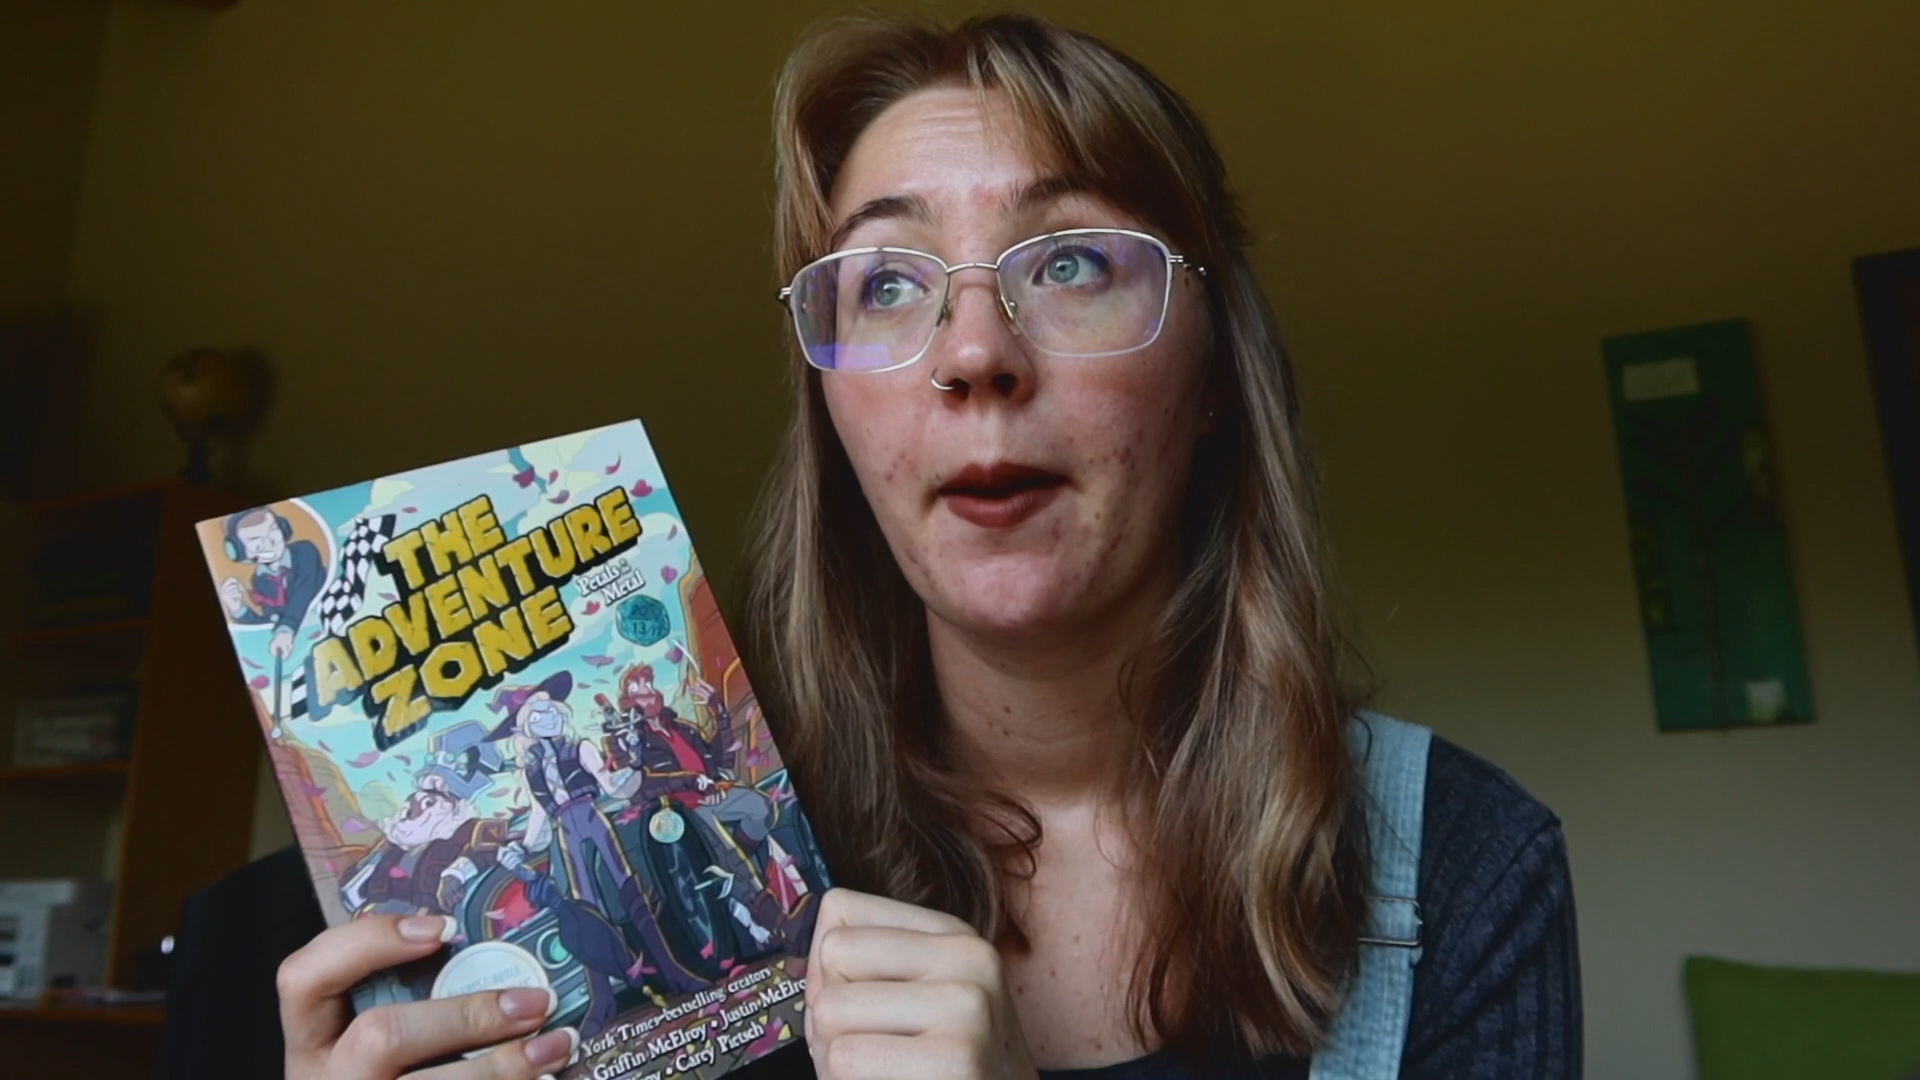 THE
ADVENTURE
ZONE
Petals to the
Metal
York Times-bestselling creators
Griffin McElroy • Justin McElro
• Carey Pietsch